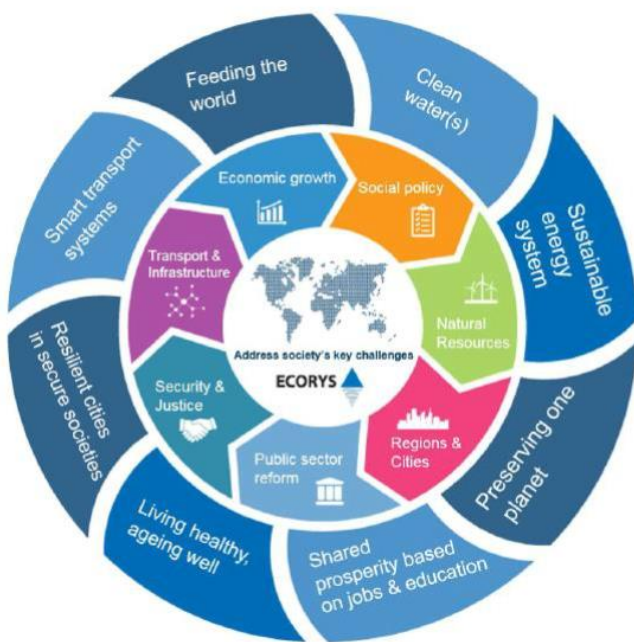 Feeding the
world
Clean
water(s)
Sustainable
energy
system
Preserving one
planet
Shared
prosperity based
on jobs & education
Living healthy,
ageing well
Resilient cities
in secure societies
Smart transport
systems
Economic growth
Social policy
Natural
Resources
Regions &
Cities
Public sector
reform
Security &
Justice
Transport &
Infrastructure
Address society's key challenges
ECORYS